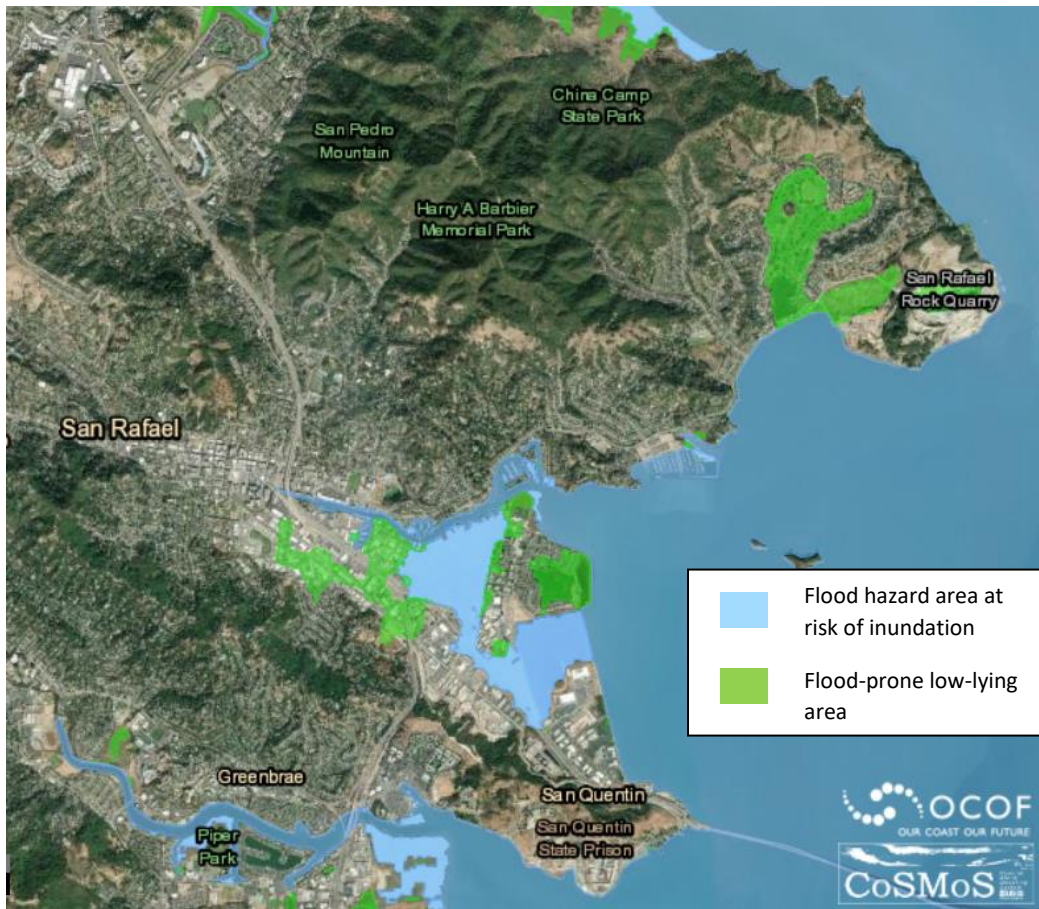 China Camp
State Park
San Pedro
Mountain
Harry A Barbier
Memorial Park
San Rafael
Rock Quarry
San Rafael
Flood hazard area at
risk of inundation
Flood-prone low-lying
area
Greenbrae
San Quentin
San Quentin
State Prison
Piper
Park
OCOF
OUR COAST OUR FUTURE
CoSMoS